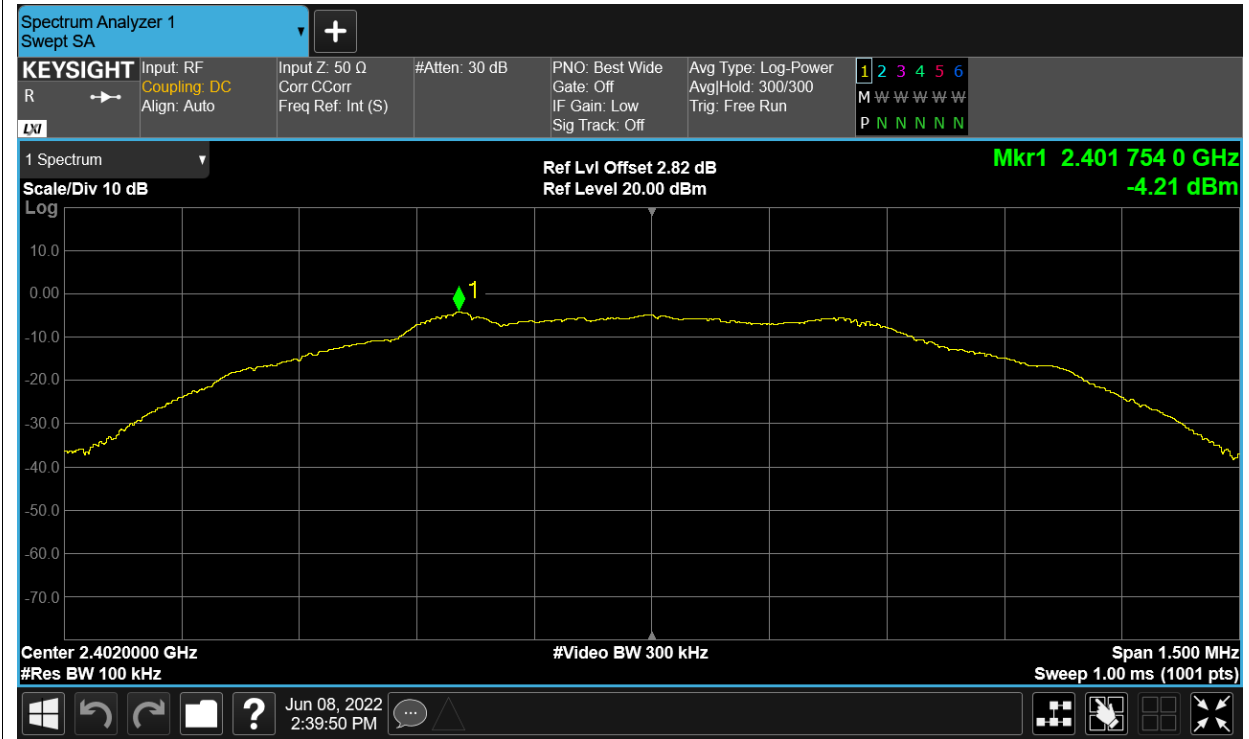 Spectrum Analyzer 1
Swept SA
+
KEYSIGHT
R
LXI
Input: RF
Coupling: DC
Align: Auto
Input Z: 50 Ω
Corr CCorr
Freq Ref: Int (S)
#Atten: 30 dB
PNO: Best Wide
Gate: Off
IF Gain: Low
Sig Track: Off
Avg Type: Log-Power
Avg|Hold: 300/300
Trig: Free Run
1 2 3 4 5 6
M W W W W W
P N N N N N
1 Spectrum
Scale/Div 10 dB
Log
Ref Lvl Offset 2.82 dB
Ref Level 20.00 dBm
Mkr1 2.401 754 0 GHz
-4.21 dBm
10.0
0.00
1
-10.0
-20.0
-30.0
-40.0
-50.0
-60.0
-70.0
Center 2.4020000 GHz
#Video BW 300 kHz
Span 1.500 MHz
#Res BW 100 kHz
Sweep 1.00 ms (1001 pts)
?
Jun 08, 2022
2:39:50 PM